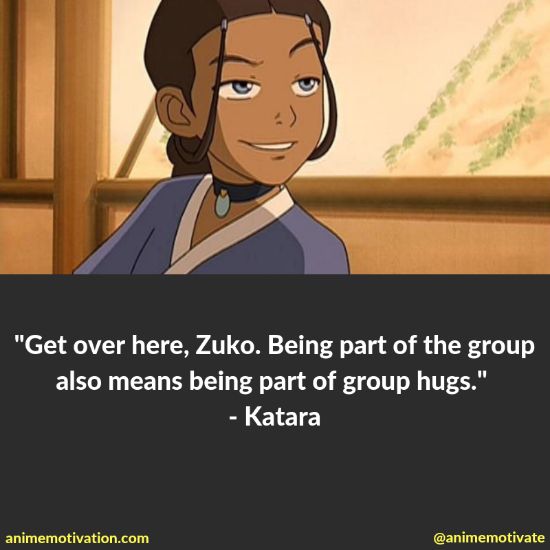 "Get over here, Zuko. Being part of the group
also means being part of group hugs."
- Katara
animemotivation.com
@animemotivate